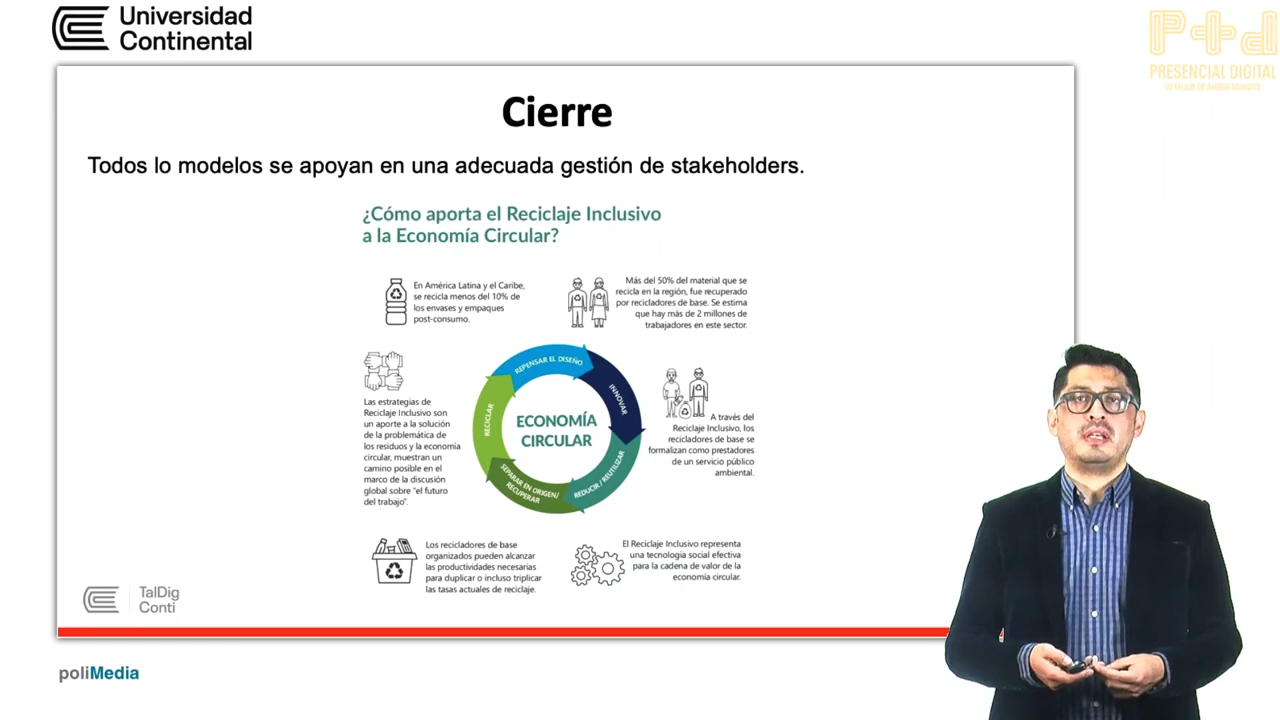 Universidad
Continental
P+d
PRESENCIAL DIGITAL
LO MEJOR DE AMBOS MUNDOS
Cierre
Todos lo modelos se apoyan en una adecuada gestión de stakeholders.
¿Cómo aporta el Reciclaje Inclusivo
a la Economía Circular?
En América Latina y el Caribe,
se recicla menos del 10% de
los envases y empaques
post-consumo.
Más del 50% del material que se
recicla en la región, fue recuperado
por recicladores de base. Se estima
que hay más de 2 millones de
trabajadores en este sector.
Las estrategias de
Reciclaje Inclusivo son
un aporte a la solución
de la problemática de
los residuos y la economía
circular, muestran un
camino posible en el
marco de la discusión
global sobre "el futuro
del trabajo".
REPENSAR EL DISEÑO
INNOVAR
REDUCIR / REUTILIZAR
SEPARAR EN ORIGEN/
RECUPERAR
RECICLAR
ECONOMÍA
CIRCULAR
A través del
Reciclaje Inclusivo, los
recicladores de base se
formalizan como prestadores
de un servicio público
ambiental.
Los recicladores de base
organizados pueden alcanzar
las productividades necesarias
para duplicar o incluso triplicar
las tasas actuales de reciclaje.
El Reciclaje Inclusivo representa
una tecnología social efectiva
para la cadena de valor de la
economía circular.
TalDig
Conti
poliMedia